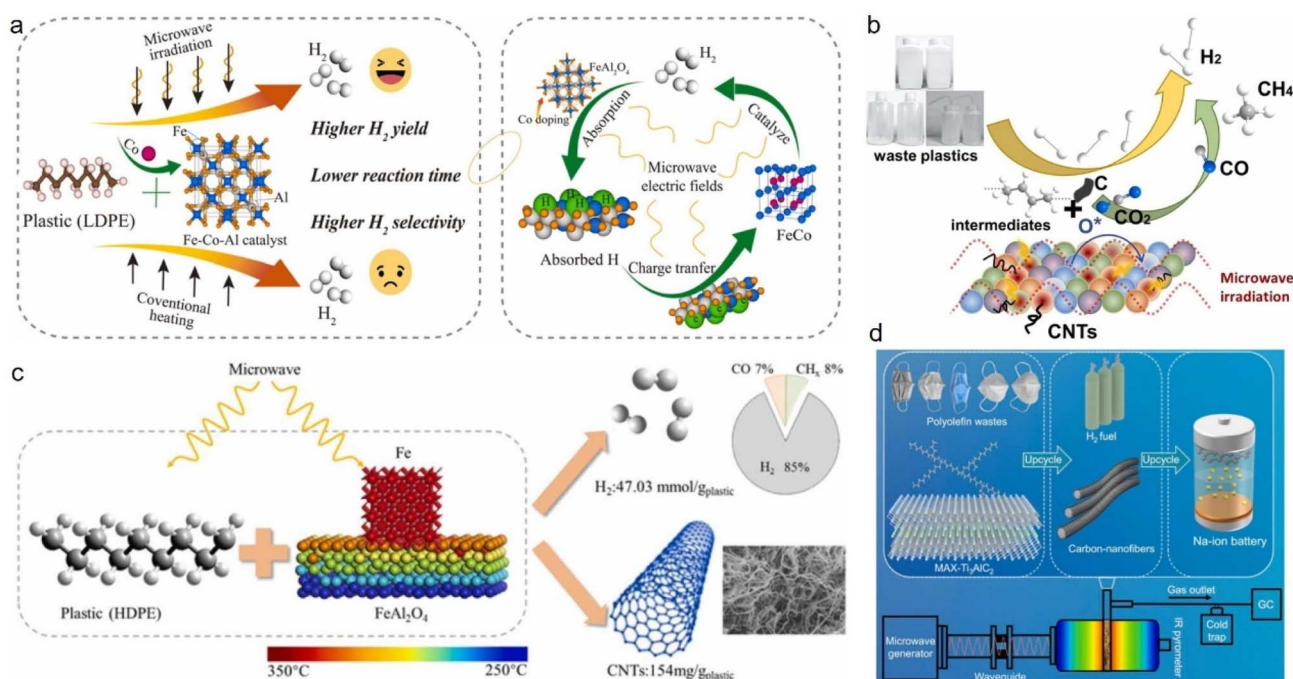 a
Microwave
irradiation
H2
Fe
Higher H2 yield
Co
Lower reaction time
Plastic (LDPE)
Al
Higher H2 selectivity
Fe-Co-Al catalyst
Coventional
heating
H2
FeAl2O4
Co doping
H2
Absorption
Catalyze
Microwave
electric fields
H
H
H
H
FeCo
Absorbed H
Charge tranfer
b
H2
CH4
waste plastics
CO
C
+
CO2
intermediates
O*
Microwave
irradiation
CNTs
c
Microwave
CO 7%
CHx 8%
H2 85%
Fe
H2:47.03 mmol/gplastic
Plastic (HDPE)
FeAl2O4
350°C
250°C
CNTs:154mg/gplastic
d
Polyolefin wastes
H2 fuel
Upcycle
Upcycle
MAX-Ti3AlC2
Carbon-nanofibers
Na-ion battery
Gas outlet
GC
Cold
trap
Microwave
generator
Waveguide
IR pyrometer